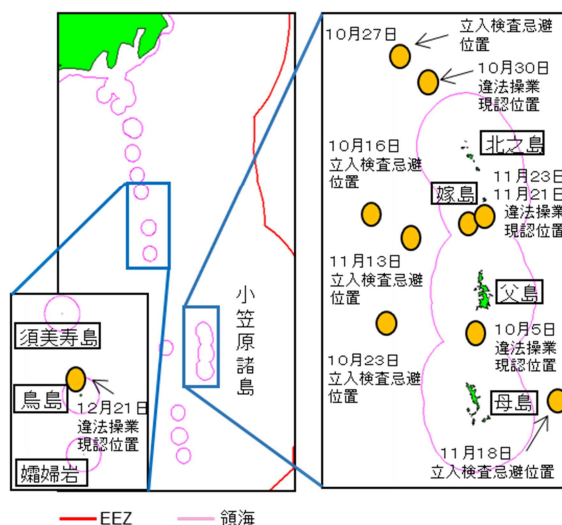 10月27日
立入検査忌避
位置
10月30日
違法操業
現認位置
北之島
10月16日
立入検査忌避
位置
嫁島
11月23日
11月21日
違法操業
現認位置
11月13日
立入検査忌避
位置
父島
10月5日
違法操業
現認位置
10月23日
立入検査忌避
位置
母島
11月18日
立入検査忌避位置
小笠原諸島
須美寿島
鳥島
12月21日
違法操業
現認位置
孀婦岩
EEZ
領海